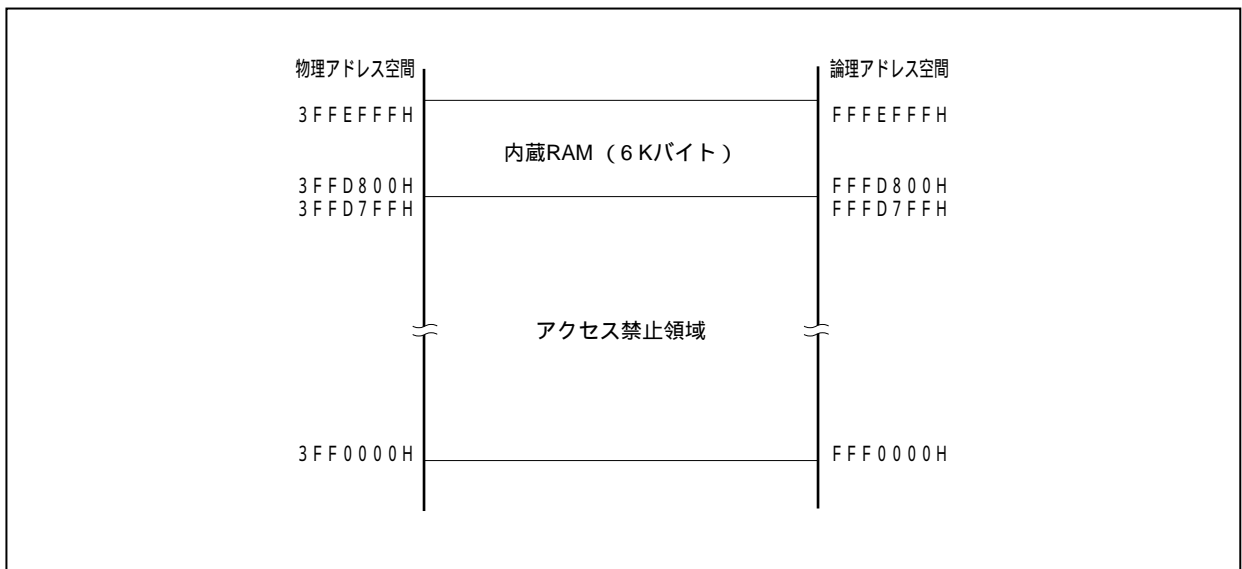 物理アドレス空間
論理アドレス空間
3FFEFFFH
FFFEFFFH
内蔵RAM（6 Kバイト）
3FFD800H
FFFD800H
3FFD7FFH
FFFD7FFH
アクセス禁止領域
3FF0000H
FFF0000H